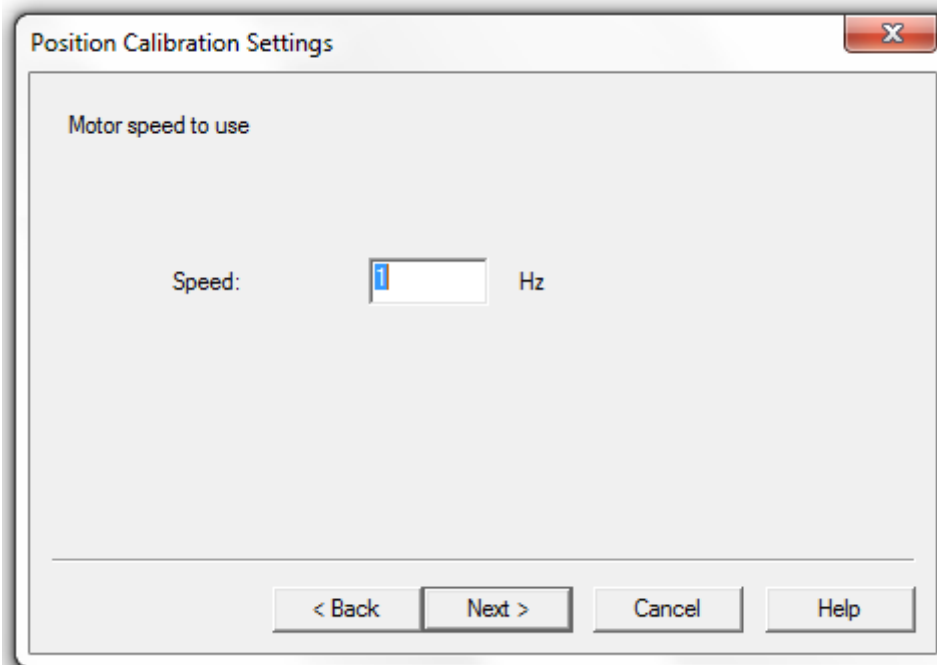 Position Calibration Settings
Motor speed to use
Speed: 1 Hz
< Back Next > Cancel Help